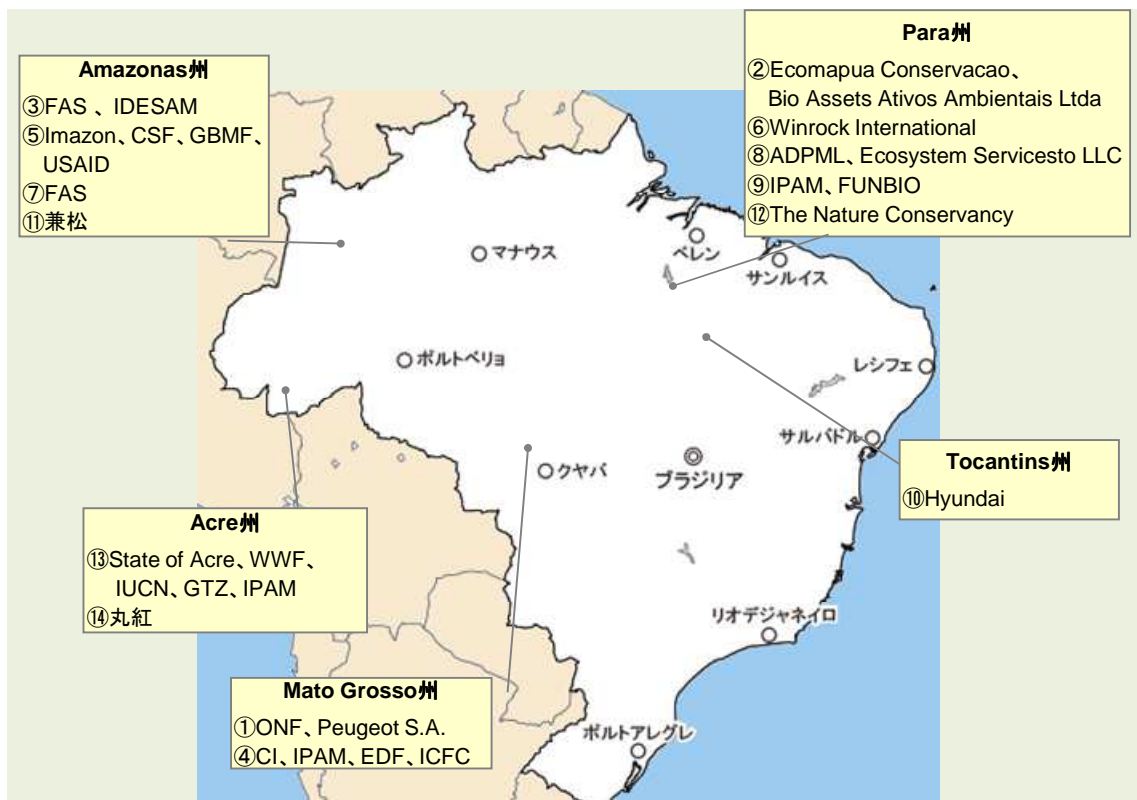 Amazonas州
③FAS 、IDESAM
⑤Imazon、CSF、GBMF、
USAID
⑦FAS
⑪兼松
Para州
②Ecomapua Conservacao、
Bio Assets Ativos Ambientais Ltda
⑥Winrock International
⑧ADPML、Ecosystem Servicesto LLC
⑨IPAM、FUNBIO
⑫The Nature Conservancy
マナウス
ベレン
サンルイス
ポルトベリョ
レシフェ
サルバドル
クヤバ
ブラジリア
Tocantins州
⑩Hyundai
Acre州
⑬State of Acre、WWF、
IUCN、GTZ、IPAM
⑭丸紅
リオデジャネイロ
Mato Grosso州
①ONF、Peugeot S.A.
④CI、IPAM、EDF、ICFC
ポルトアレグレ